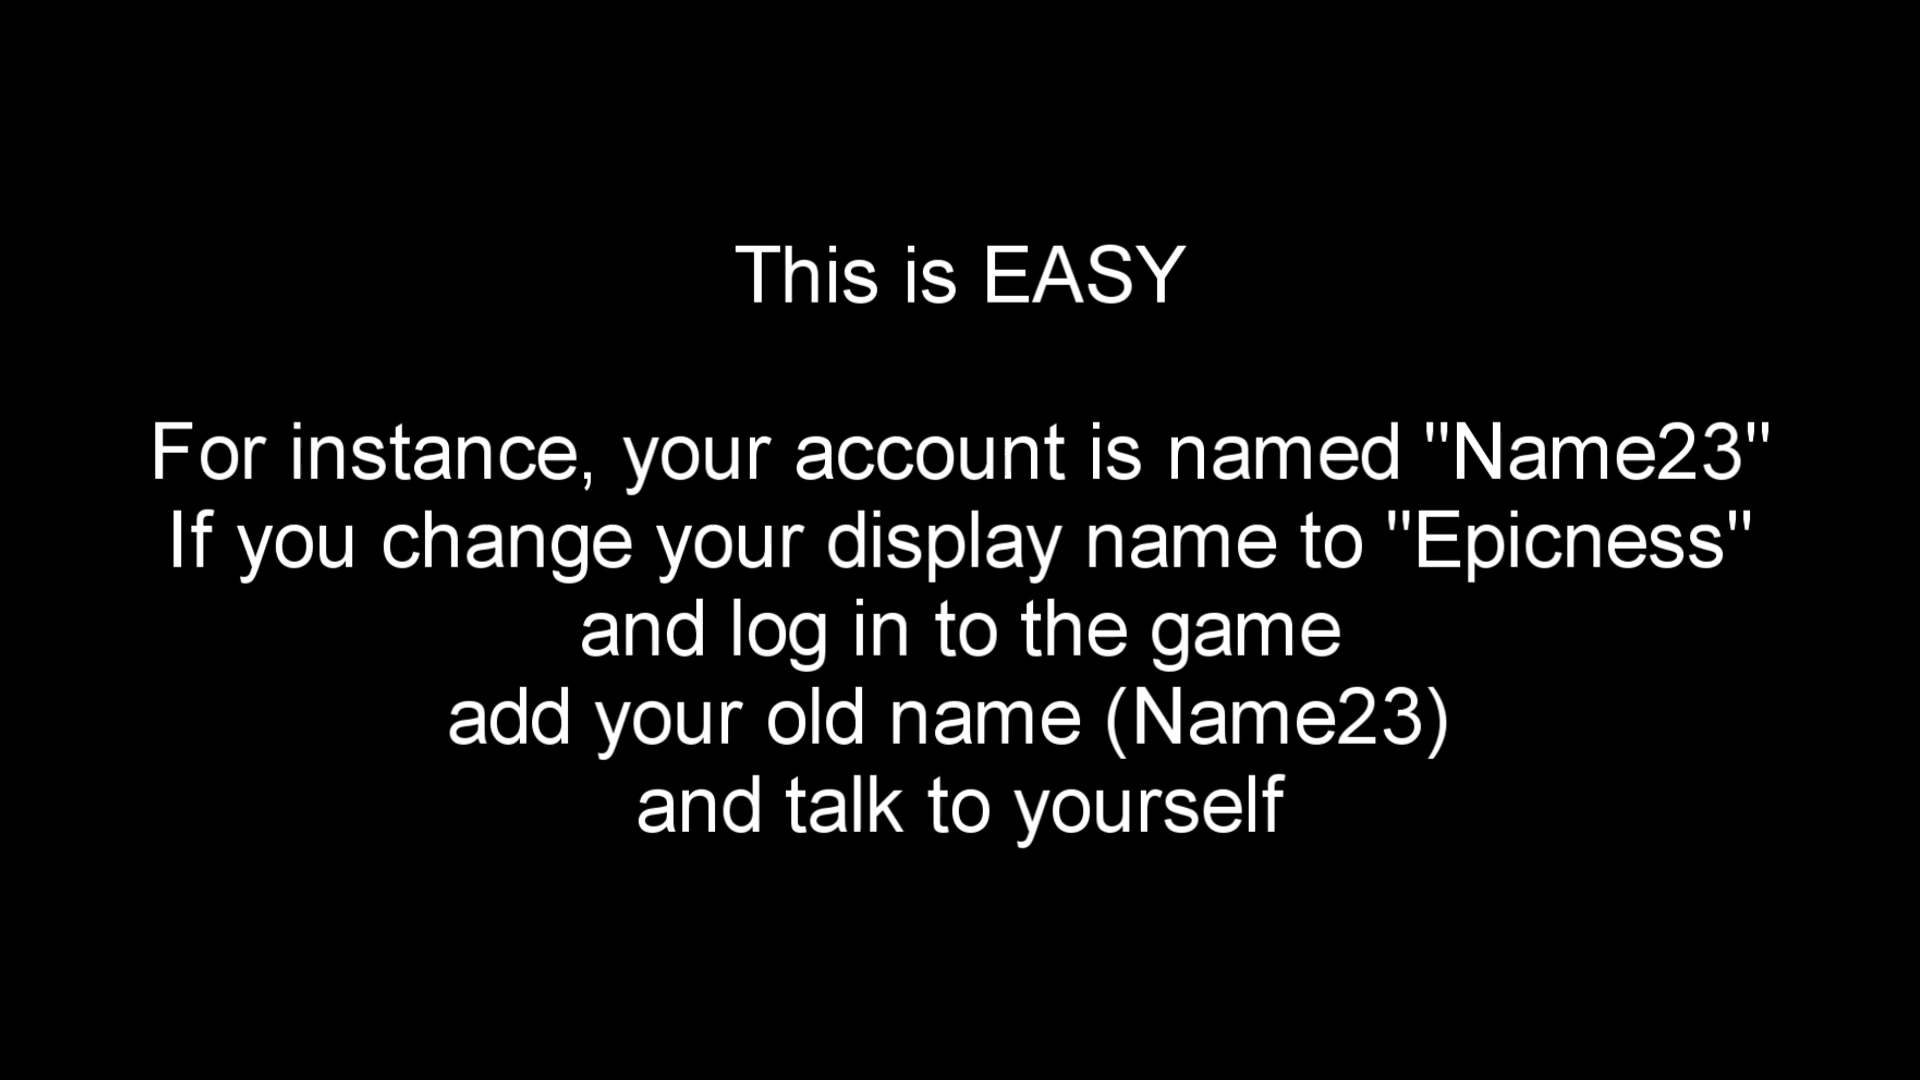 This is EASY
For instance, your account is named "Name23"
If you change your display name to "Epicness"
and log in to the game
add your old name (Name23)
and talk to yourself